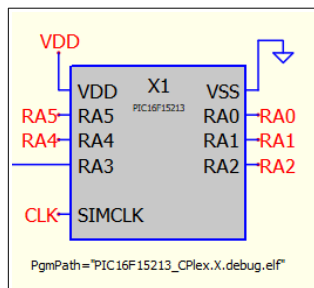 VDD
VDD X1 VSS
PIC16F15213
RA5 RA5 RA0 RA0
RA4 RA4 RA1 RA1
RA3 RA2 RA2
CLK SIMCLK
PgmPath="PIC16F15213_CPlex.X.debug.elf"